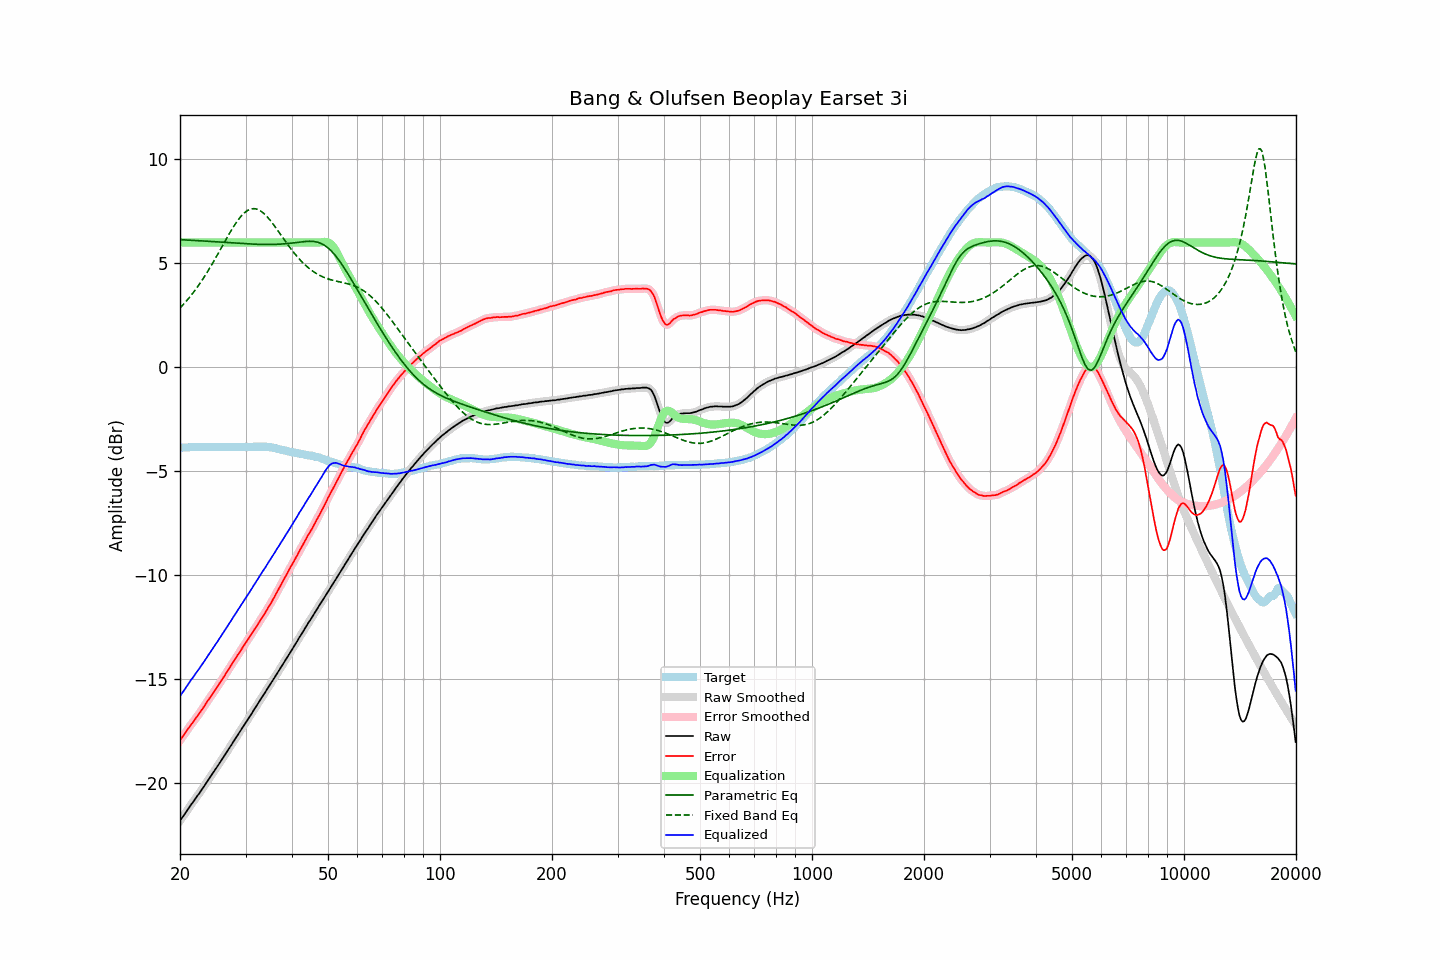 Bang & Olufsen Beoplay Earset 3i
10
5
0
−5
−10
−15
−20
Amplitude (dBr)
Target
Raw Smoothed
Error Smoothed
Raw
Error
Equalization
Parametric Eq
Fixed Band Eq
Equalized
20 50 100 200 500 1000 2000 5000 10000 20000
Frequency (Hz)